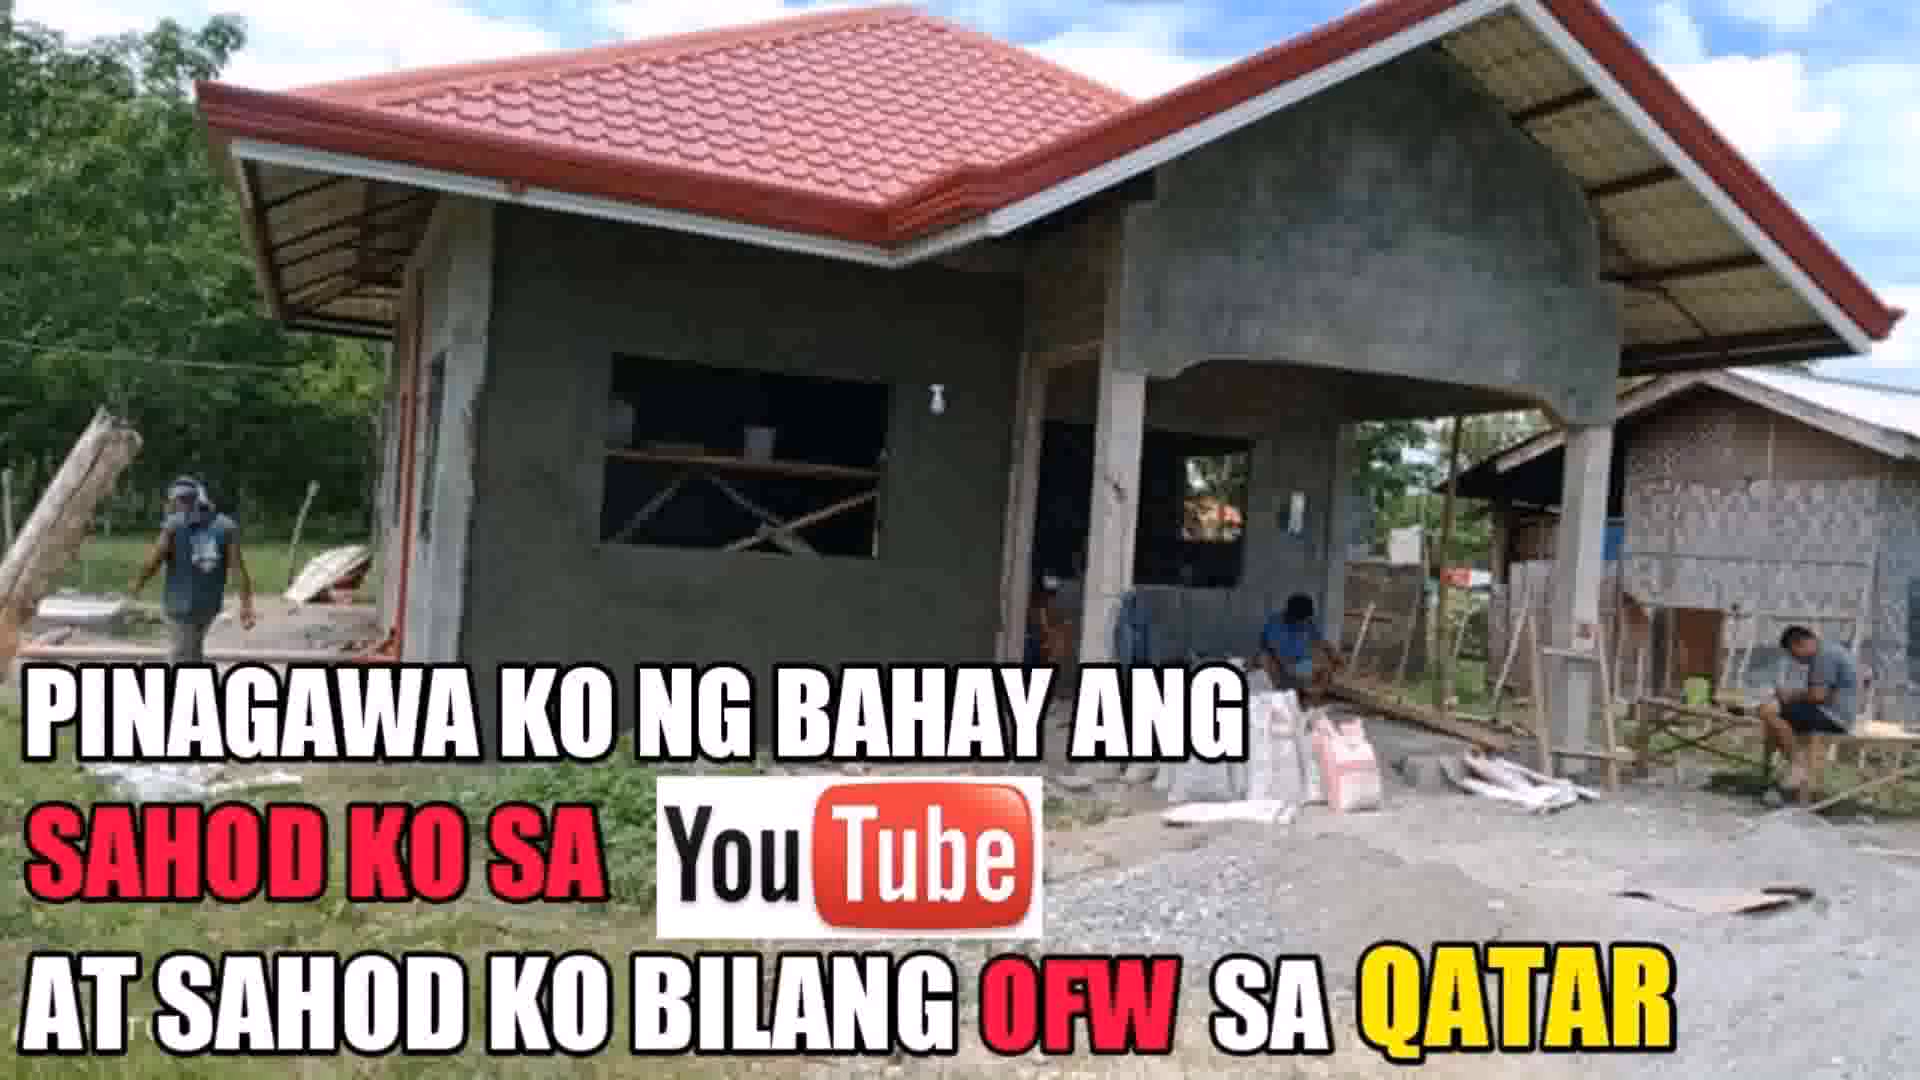 PINAGAWA KO NG BAHAY ANG
SAHOD KO SA YouTube
AT SAHOD KO BILANG OFW SA QATAR